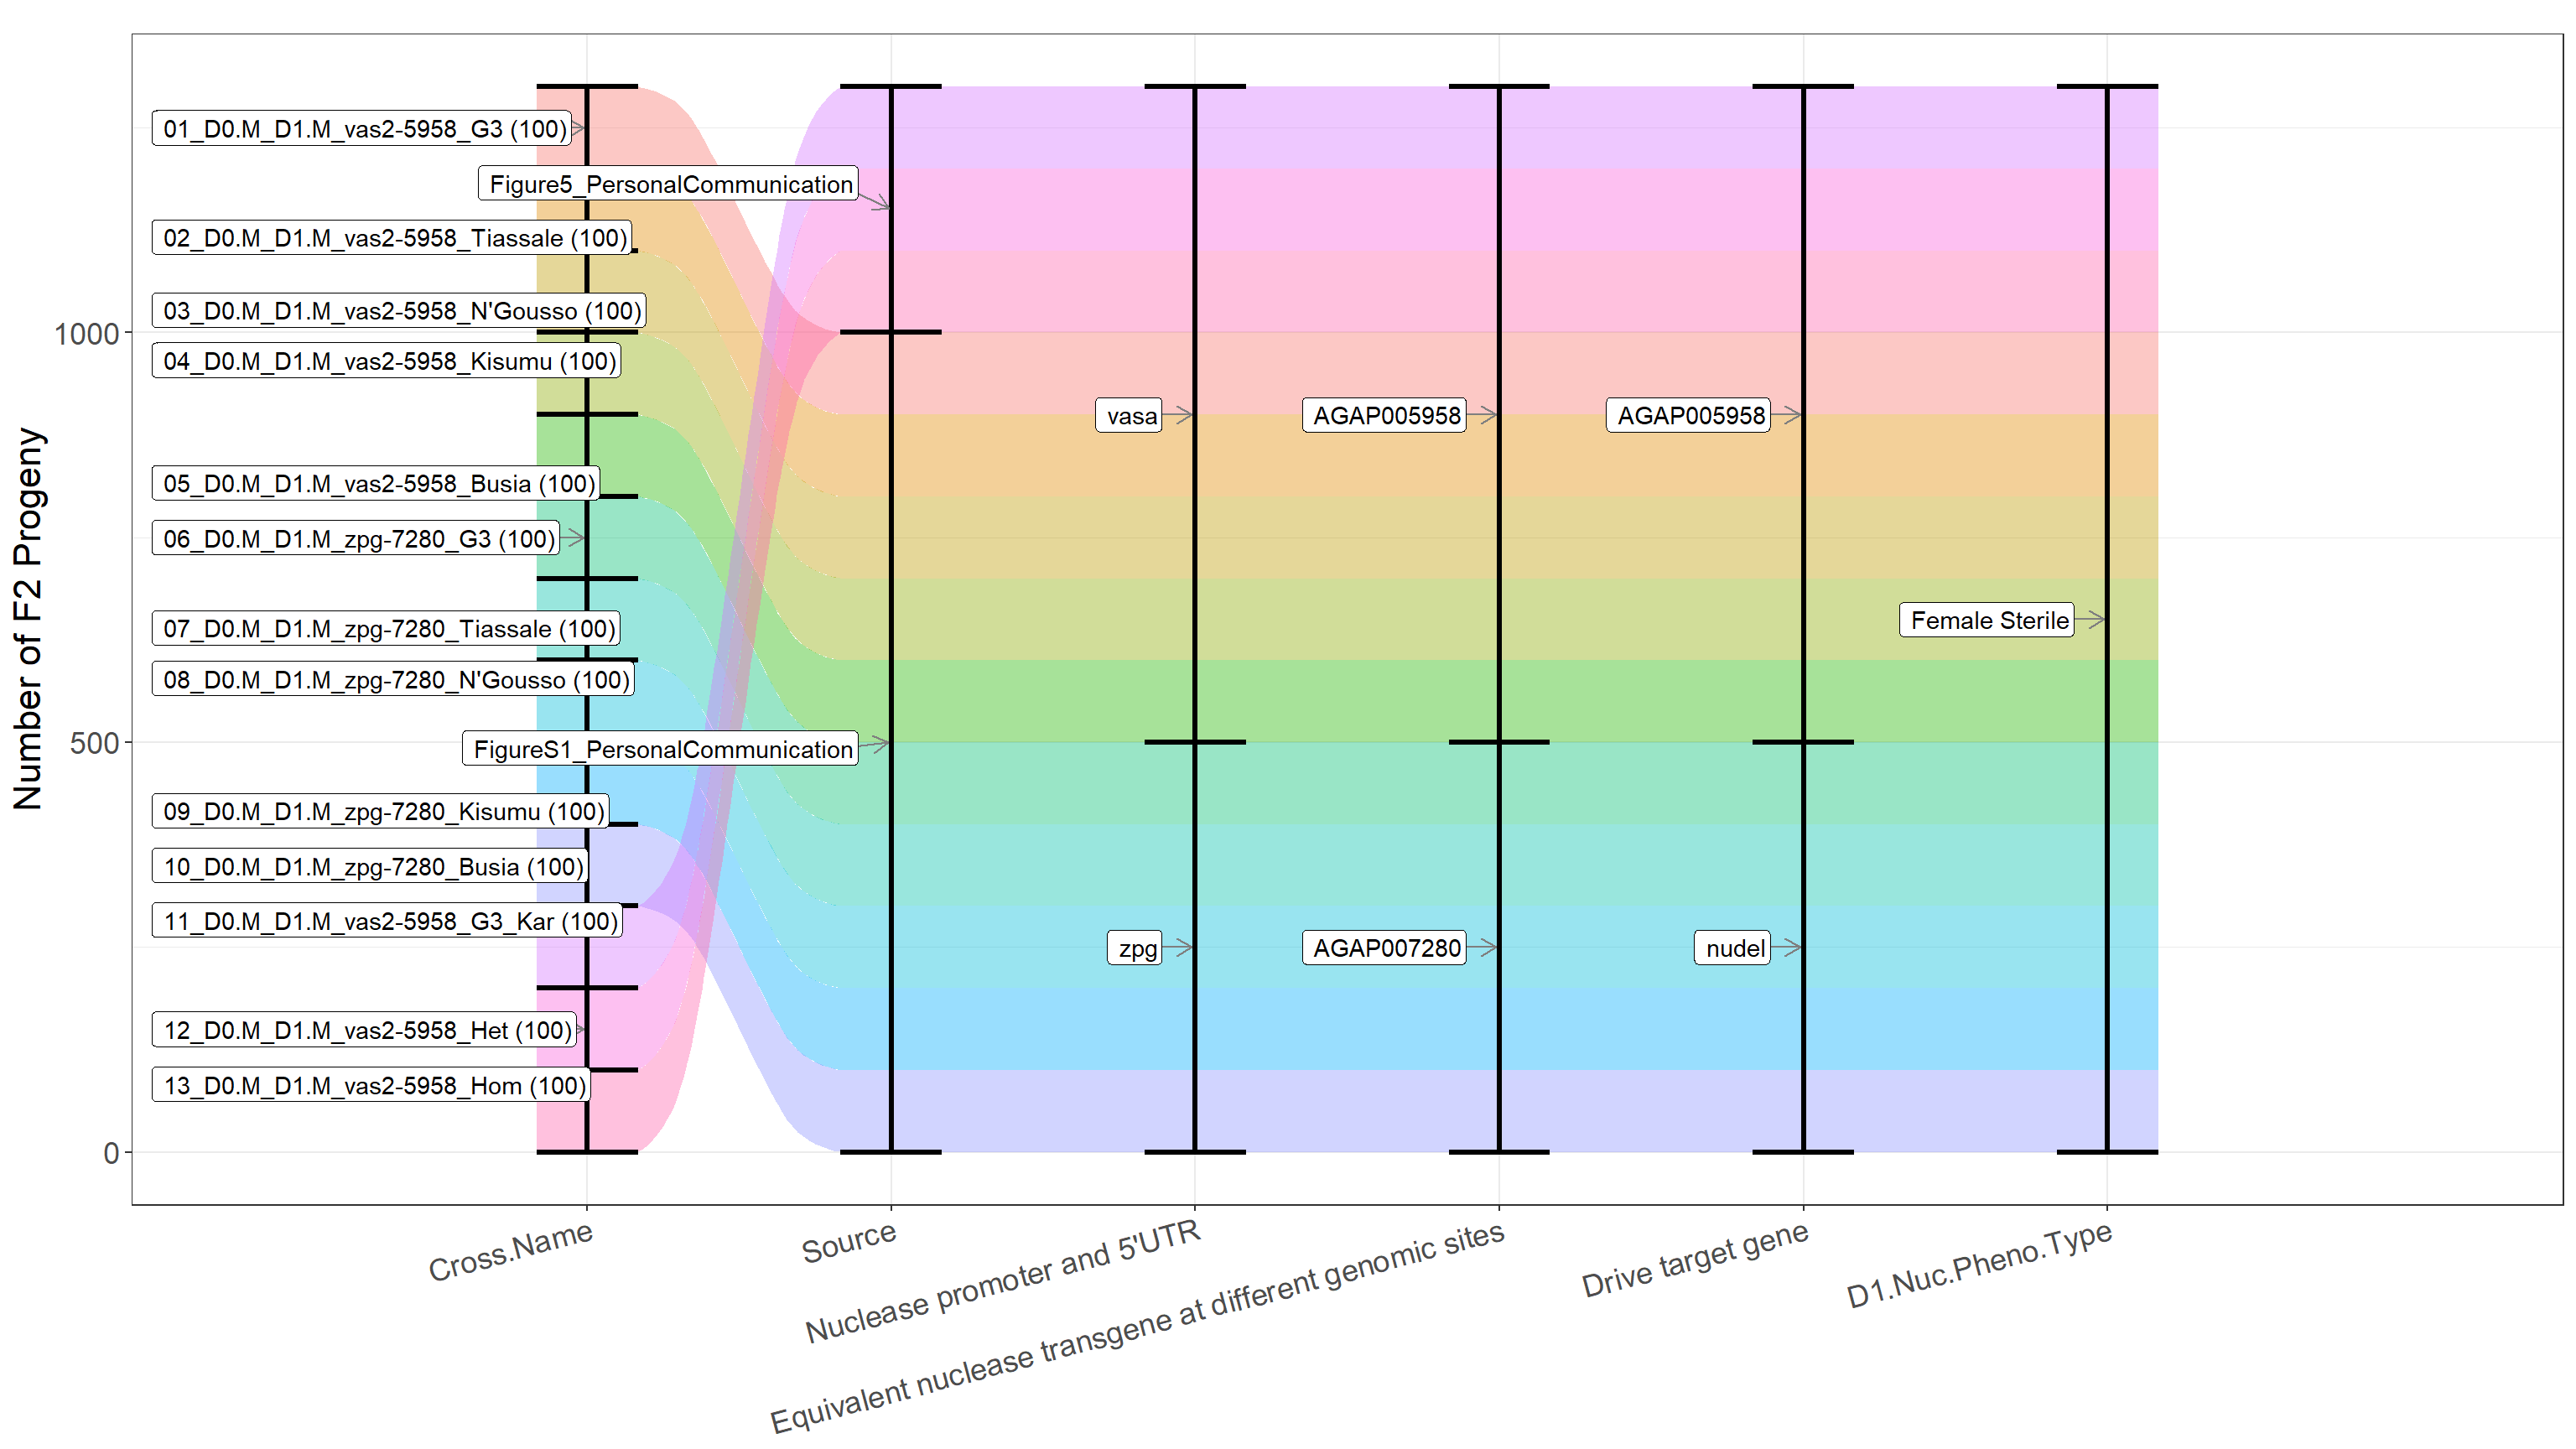 Number of F2 Progeny
1000
500
0
01_D0.M_D1.M_vas2-5958_G3 (100)
02_D0.M_D1.M_vas2-5958_Tiassale (100)
03_D0.M_D1.M_vas2-5958_N'Gousso (100)
04_D0.M_D1.M_vas2-5958_Kisumu (100)
05_D0.M_D1.M_vas2-5958_Busia (100)
06_D0.M_D1.M_zpg-7280_G3 (100)
07_D0.M_D1.M_zpg-7280_Tiassale (100)
08_D0.M_D1.M_zpg-7280_N'Gousso (100)
09_D0.M_D1.M_zpg-7280_Kisumu (100)
10_D0.M_D1.M_zpg-7280_Busia (100)
11_D0.M_D1.M_vas2-5958_G3_Kar (100)
12_D0.M_D1.M_vas2-5958_Het (100)
13_D0.M_D1.M_vas2-5958_Hom (100)
Figure5_PersonalCommunication
FigureS1_PersonalCommunication
vasa
zpg
AGAP005958
AGAP007280
AGAP005958
nudel
Female Sterile
Cross.Name
Source
Nuclease promoter and 5'UTR
Equivalent nuclease transgene at different genomic sites
Drive target gene
D1.Nuc.Pheno.Type